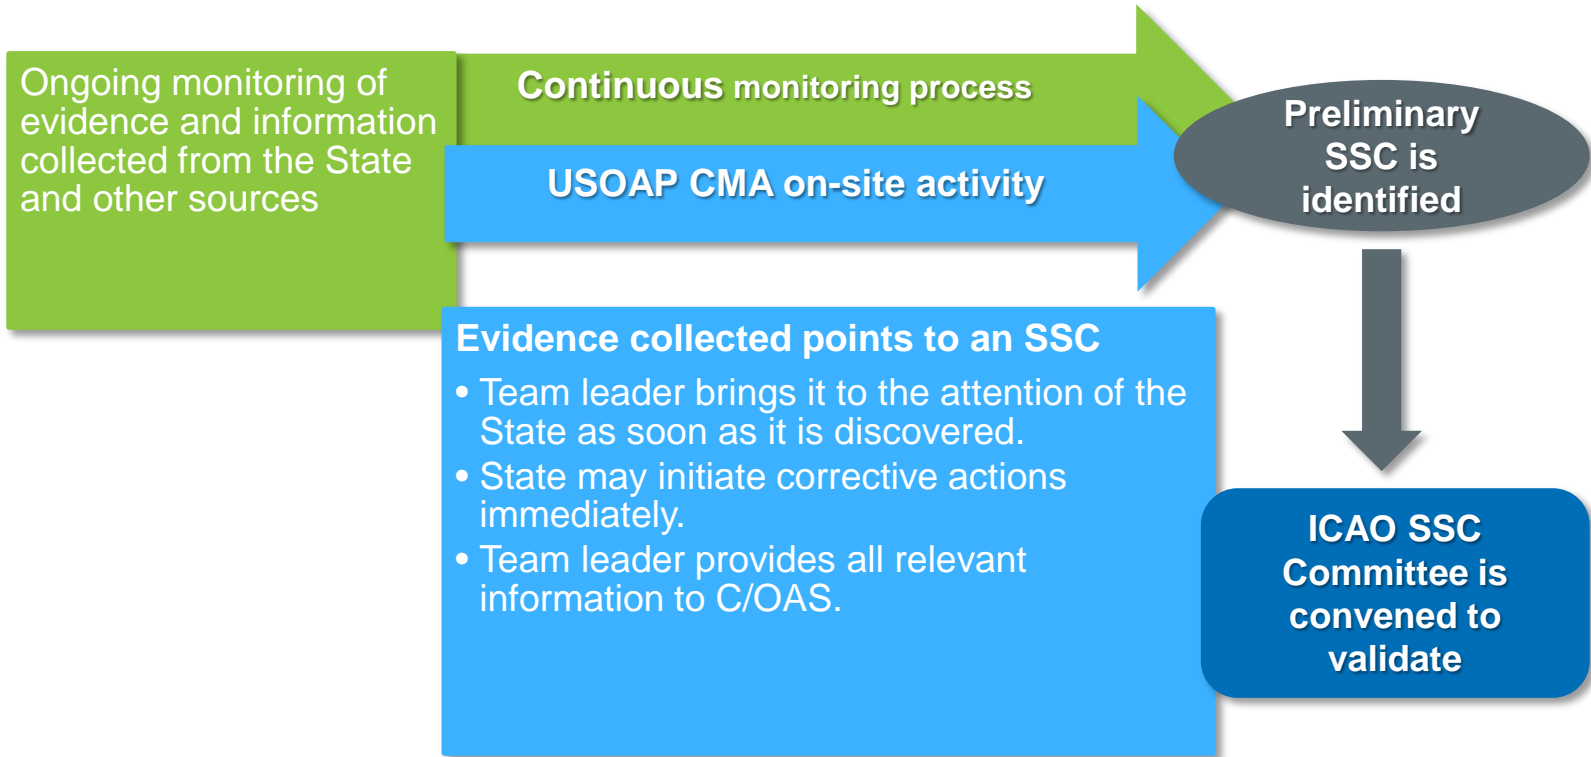 Ongoing monitoring of
evidence and information
collected from the State
and other sources
Continuous monitoring process
USOAP CMA on-site activity
Preliminary
SSC is
identified
Evidence collected points to an SSC
• Team leader brings it to the attention of the
State as soon as it is discovered.
• State may initiate corrective actions
immediately.
• Team leader provides all relevant
information to C/OAS.
ICAO SSC
Committee is
convened to
validate